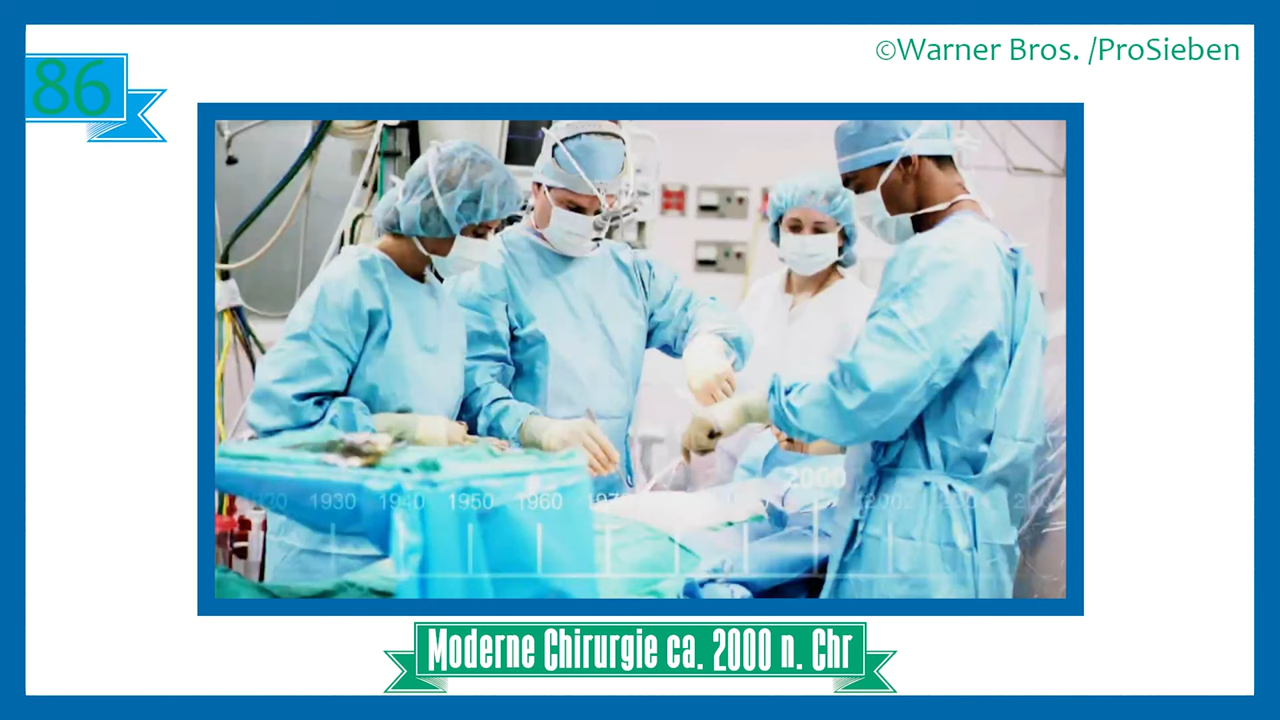 ©Warner Bros. /ProSieben
86
1930 1940 1950 1960 2000
Moderne Chirurgie ca. 2000 n. Chr